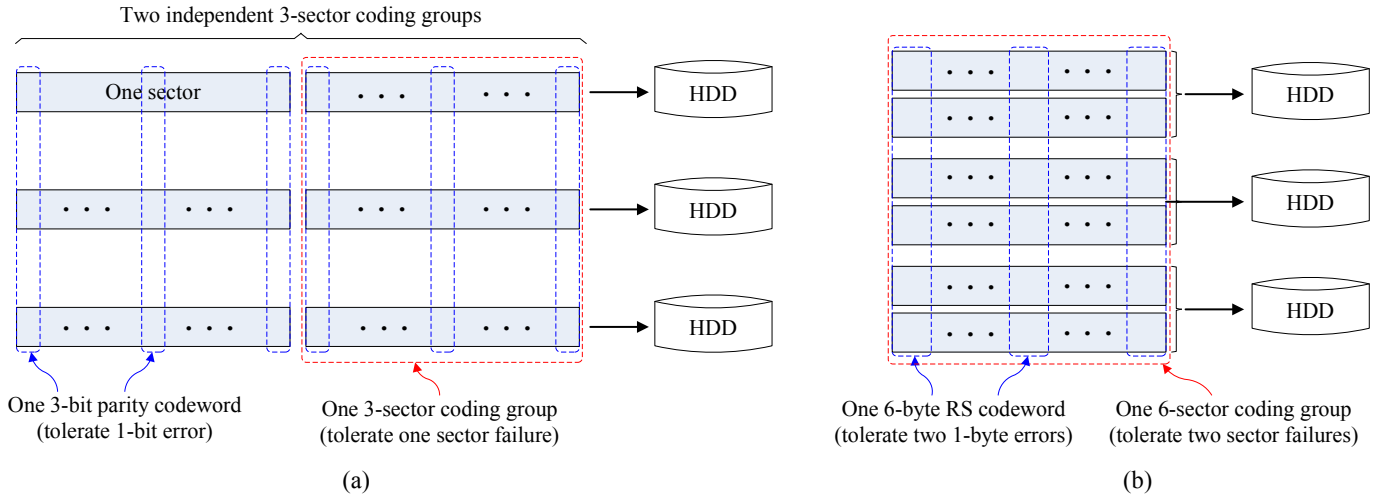 Two independent 3-sector coding groups
One sector
• • •
• • •
HDD
• • •
• • •
• • •
• • •
HDD
• • •
• • •
• • •
• • •
HDD
One 3-bit parity codeword
(tolerate 1-bit error)
One 3-sector coding group
(tolerate one sector failure)
(a)
• • •
• • •
• • •
• • •
HDD
• • •
• • •
• • •
• • •
HDD
• • •
• • •
• • •
• • •
HDD
One 6-byte RS codeword
(tolerate two 1-byte errors)
One 6-sector coding group
(tolerate two sector failures)
(b)